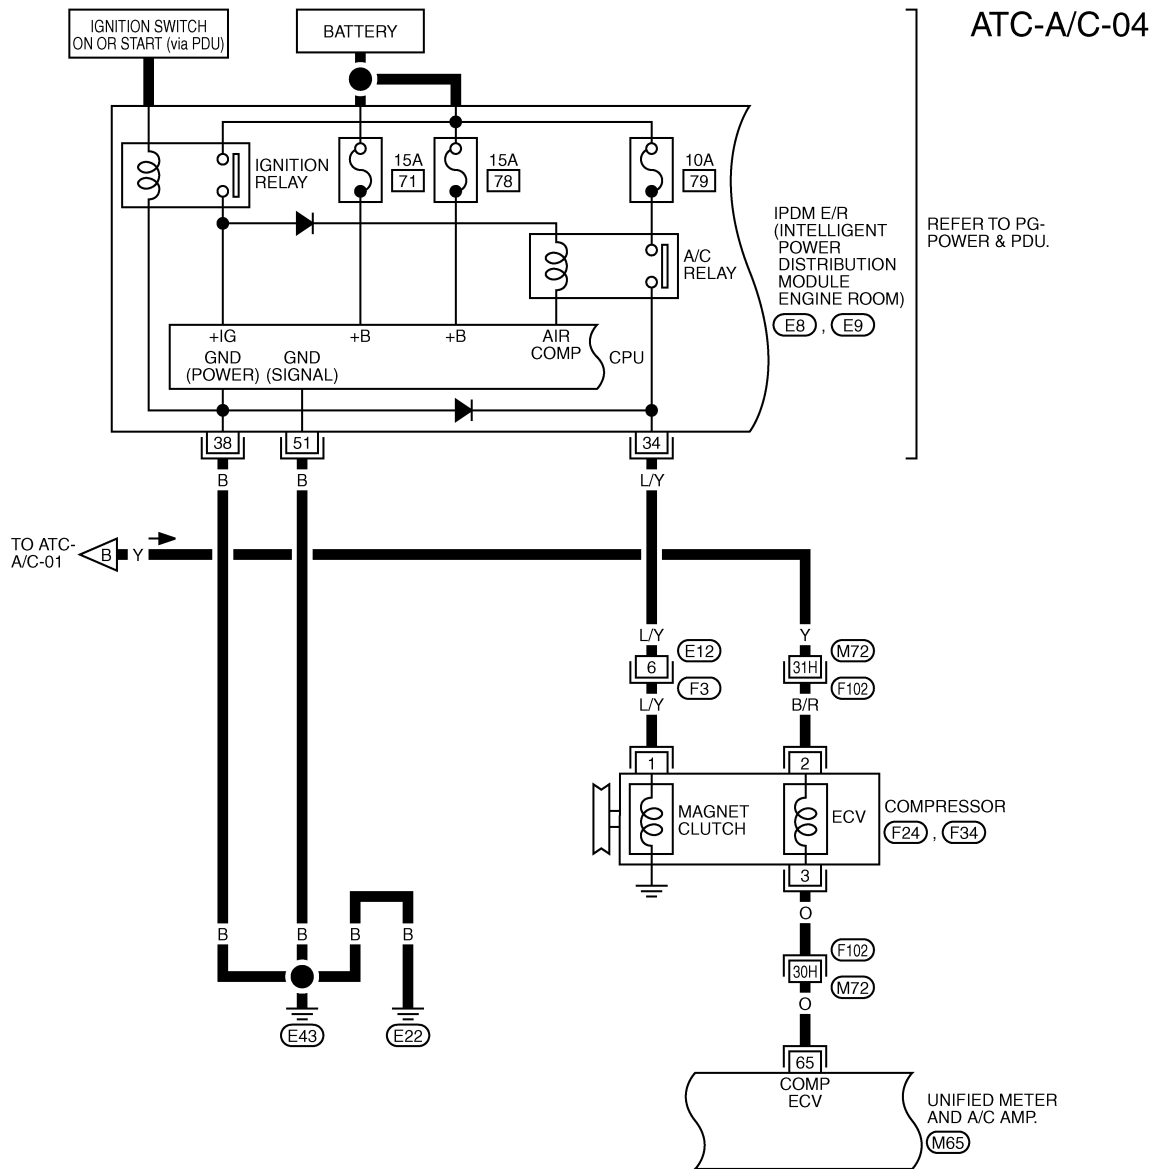 ATC-A/C-04
IGNITION SWITCH
ON OR START (via PDU)
BATTERY
IGNITION
RELAY
15A
71
15A
78
10A
79
A/C
RELAY
IPDM E/R
(INTELLIGENT
POWER
DISTRIBUTION
MODULE
ENGINE ROOM)
E8 , E9
REFER TO PG-
POWER & PDU.
+IG
+B
+B
AIR
COMP
CPU
GND
(POWER)
GND
(SIGNAL)
38
51
34
B
B
L/Y
TO ATC-
A/C-01
B
Y
L/Y
Y
6
E12
F3
31H
M72
F102
L/Y
B/R
1
2
MAGNET
CLUTCH
ECV
COMPRESSOR
F24 , F34
3
O
B
B
B
B
F102
30H
M72
O
E43
E22
65
COMP
ECV
UNIFIED METER
AND A/C AMP.
M65